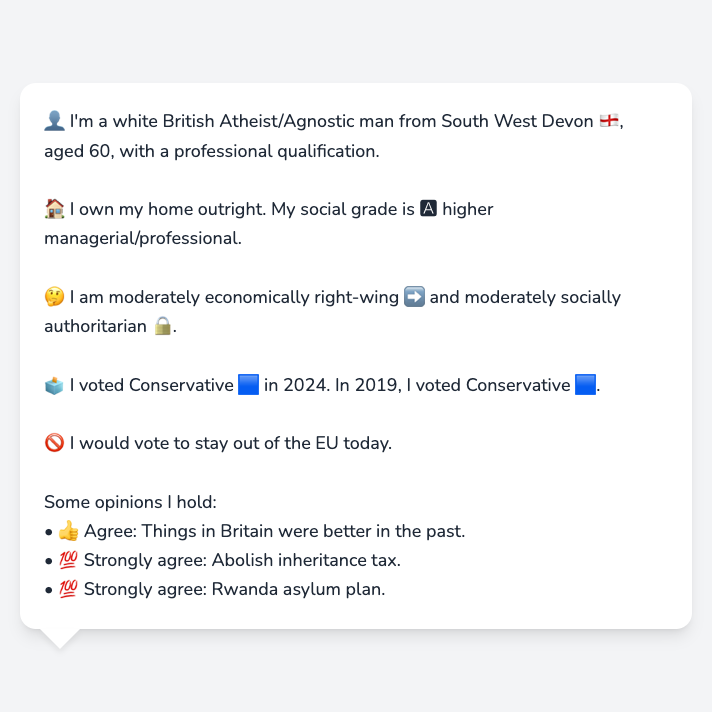 👤 I'm a white British Atheist/Agnostic man from South West Devon 🏴󠁧󠁢󠁥󠁮󠁧󠁿,
aged 60, with a professional qualification.
🏠 I own my home outright. My social grade is 🅰 higher
managerial/professional.
🤔 I am moderately economically right-wing ➡️ and moderately socially
authoritarian 🔒.
🗳️ I voted Conservative 🟦 in 2024. In 2019, I voted Conservative 🟦.
🚫 I would vote to stay out of the EU today.
Some opinions I hold:
• 👍 Agree: Things in Britain were better in the past.
• 💯 Strongly agree: Abolish inheritance tax.
• 💯 Strongly agree: Rwanda asylum plan.